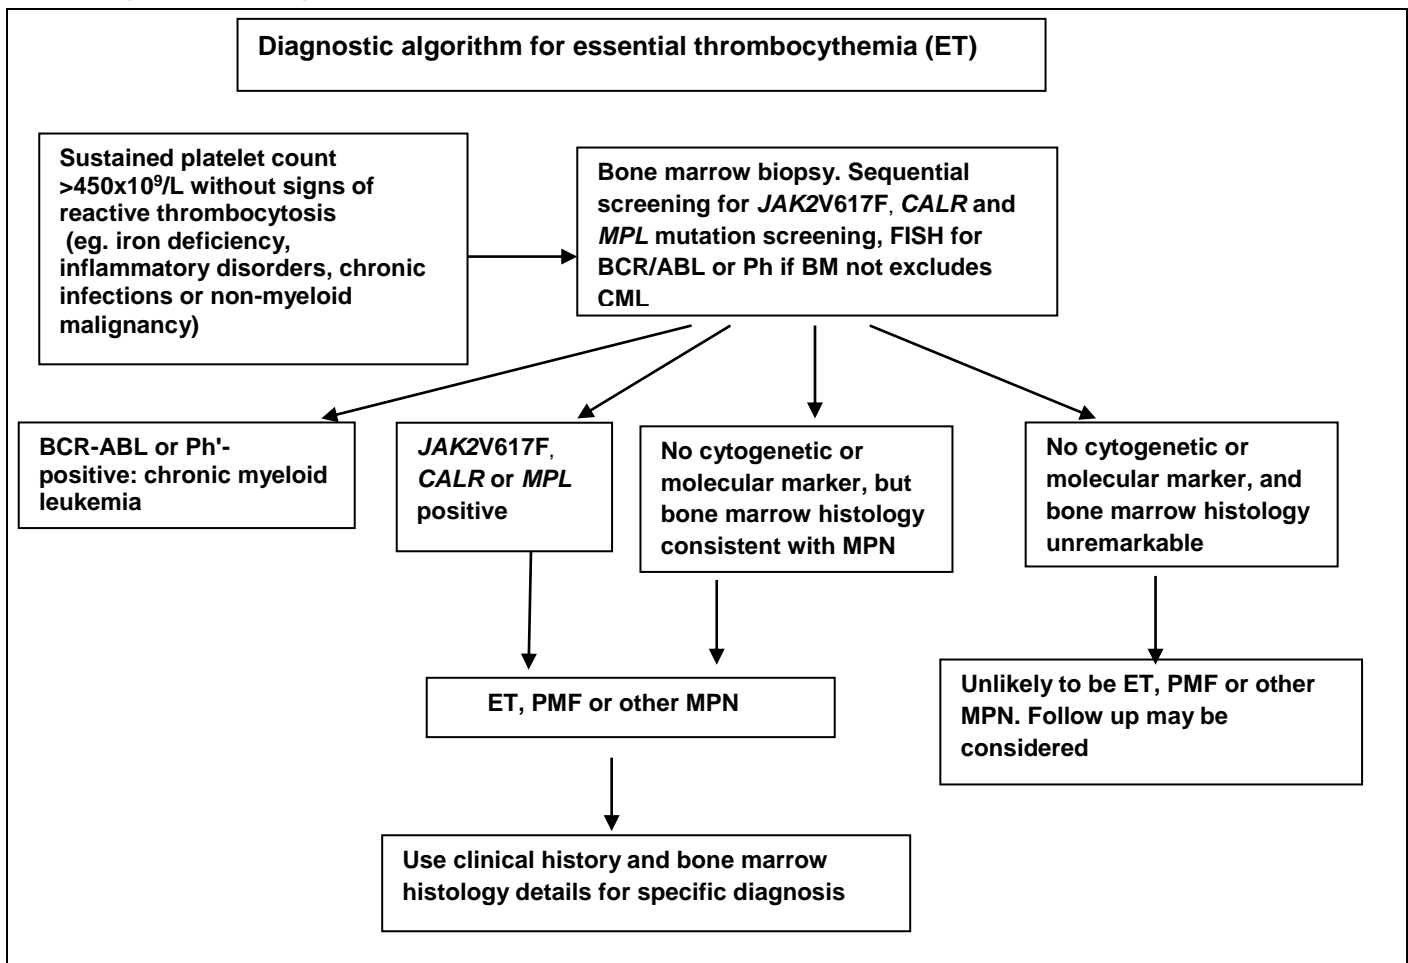 Diagnostic algorithm for essential thrombocythemia (ET)
Sustained platelet count
>450x10⁹/L without signs of
reactive thrombocytosis
(eg. iron deficiency,
inflammatory disorders, chronic
infections or non-myeloid
malignancy)
Bone marrow biopsy. Sequential
screening for JAK2V617F, CALR and
MPL mutation screening, FISH for
BCR/ABL or Ph if BM not excludes
CML
BCR-ABL or Ph'-
positive: chronic myeloid
leukemia
JAK2V617F,
CALR or MPL
positive
No cytogenetic or
molecular marker, but
bone marrow histology
consistent with MPN
No cytogenetic or
molecular marker, and
bone marrow histology
unremarkable
ET, PMF or other MPN
Unlikely to be ET, PMF or other
MPN. Follow up may be
considered
Use clinical history and bone marrow
histology details for specific diagnosis